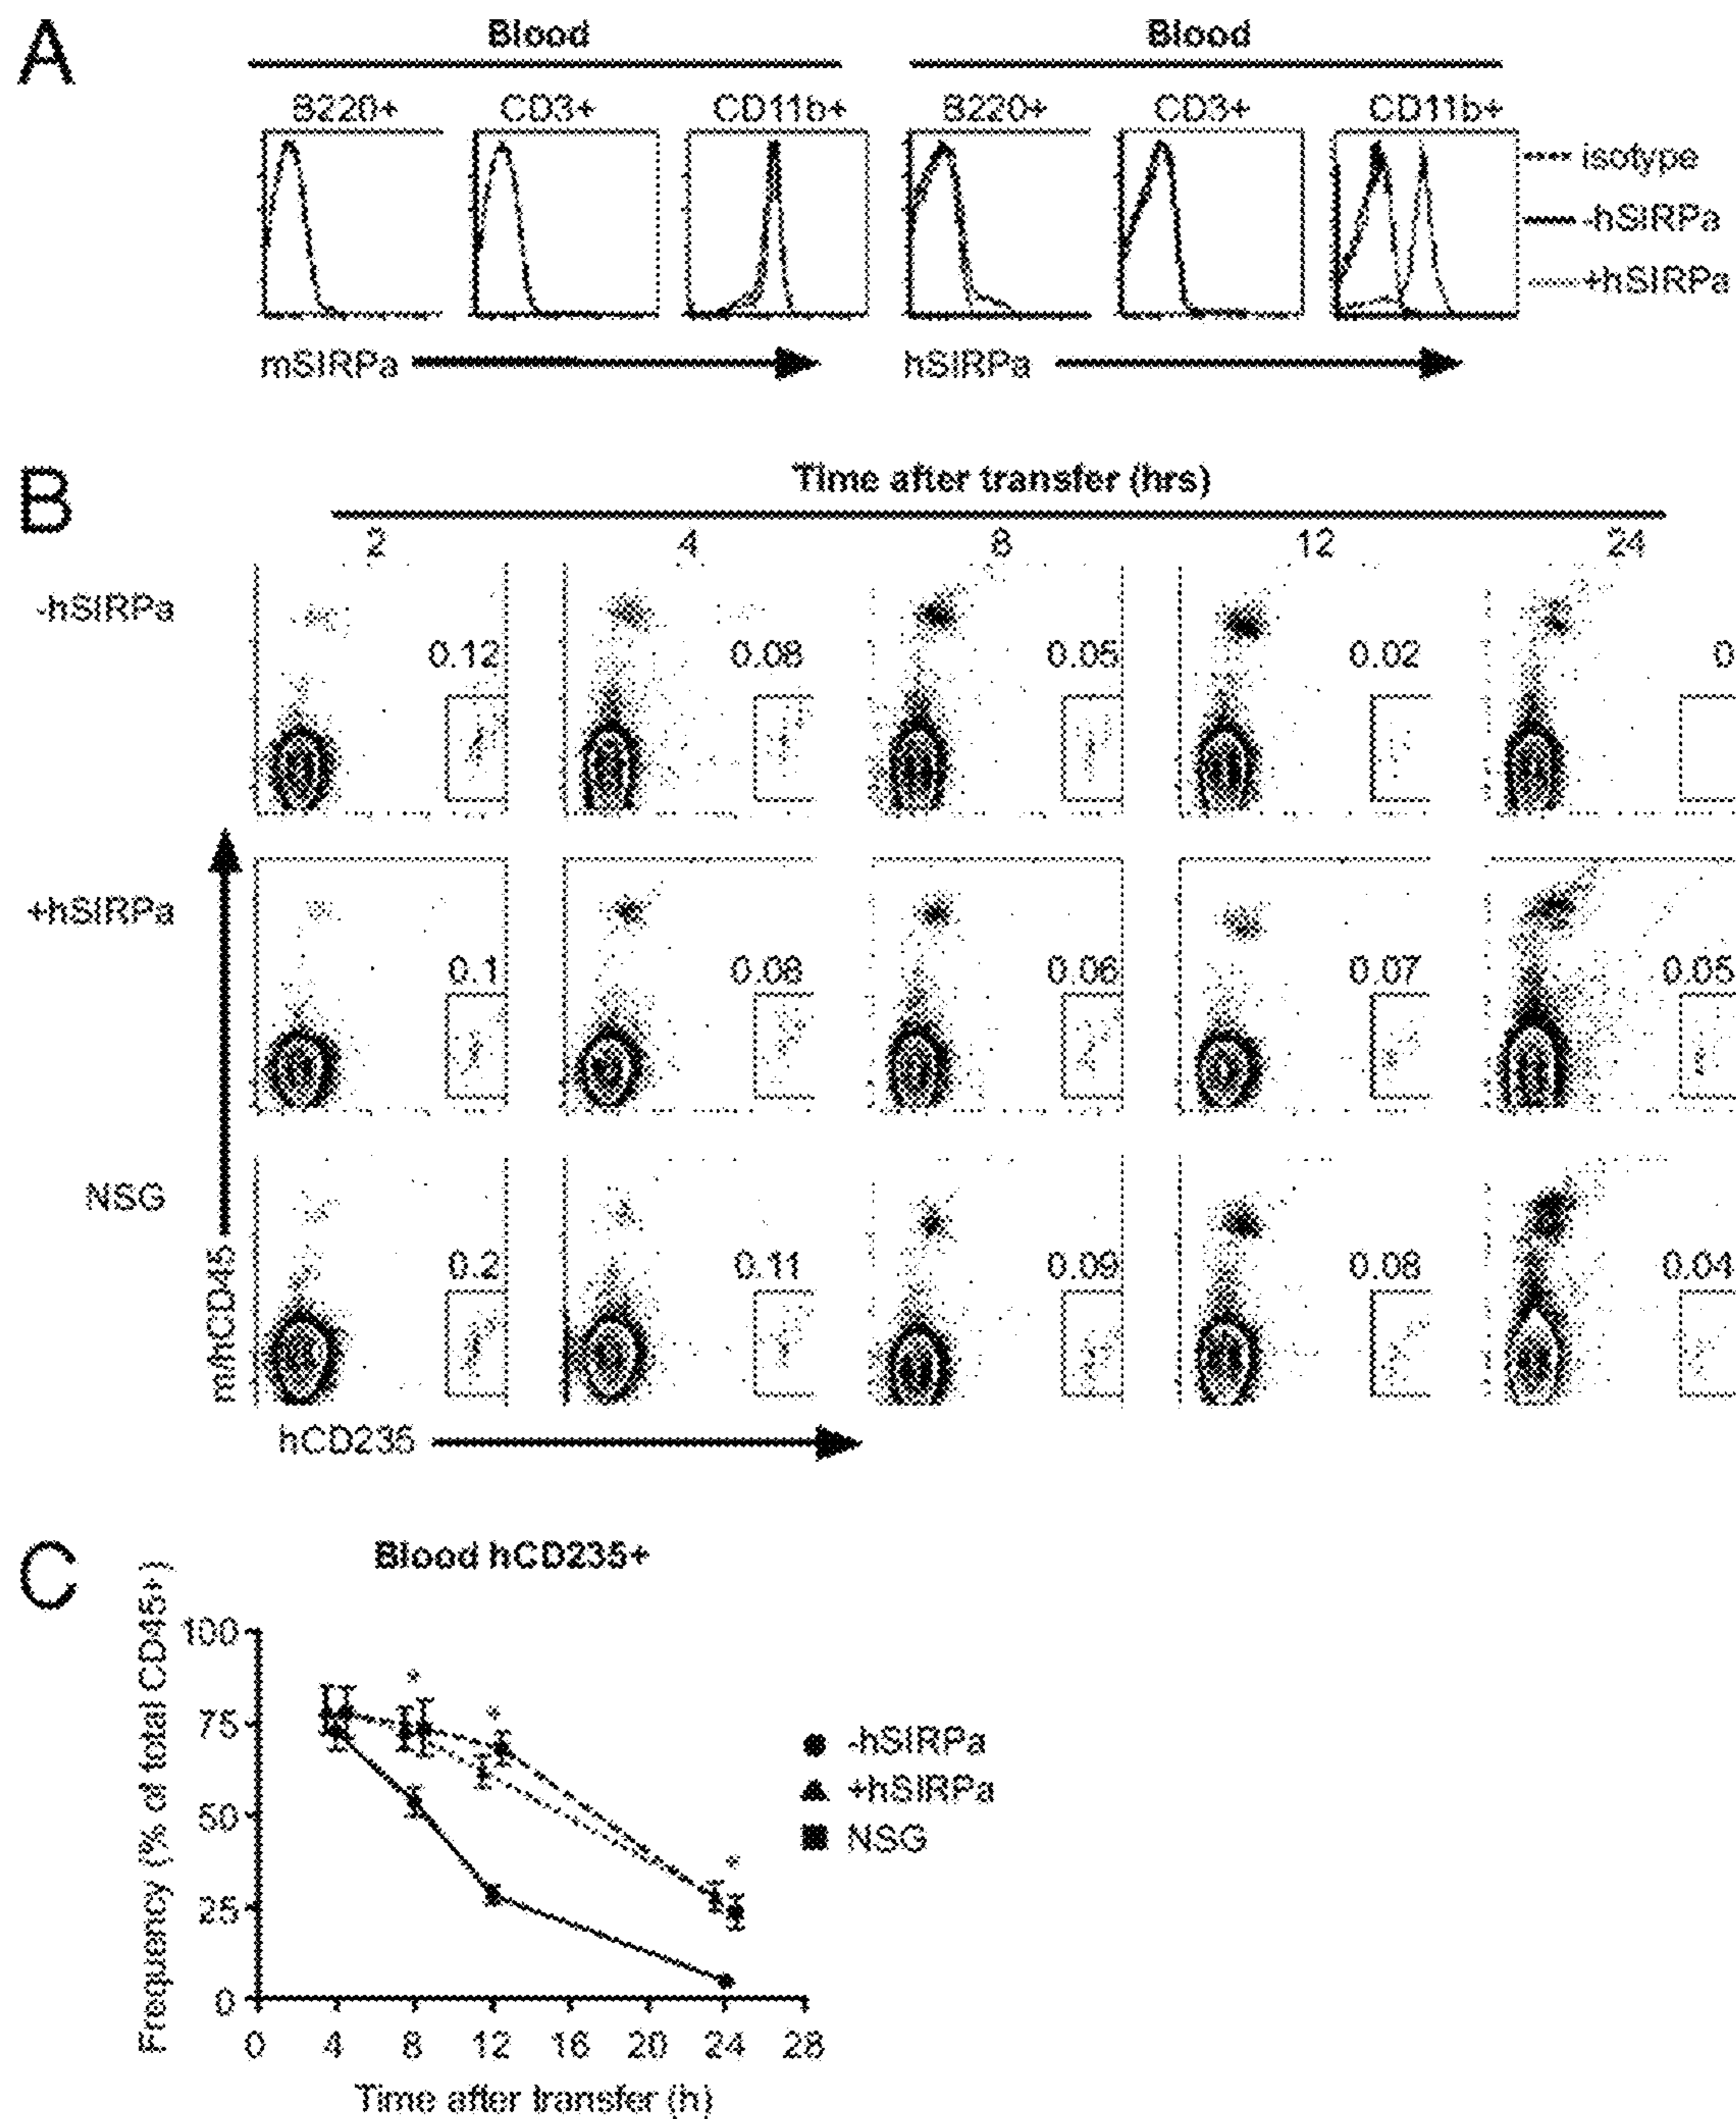 A
Blood Blood
B220+ CD3+ CD11b+ B220+ CD3+ CD11b+
isotype
-hSIRPa
+hSIRPa
mSIRPa hSIRPa
B
Time after transfer (hrs)
2 4 8 12 24
-hSIRPa
0.12 0.08 0.05 0.02 0
+hSIRPa
0.1 0.08 0.06 0.07 0.05
NSG
0.2 0.11 0.09 0.08 0.04
m/hCD45
hCD235
C
Blood hCD235+
Frequency (% of total CD45+)
100
75
50
25
0
* * *
-hSIRPa
+hSIRPa
NSG
0 4 8 12 16 20 24 28
Time after transfer (h)